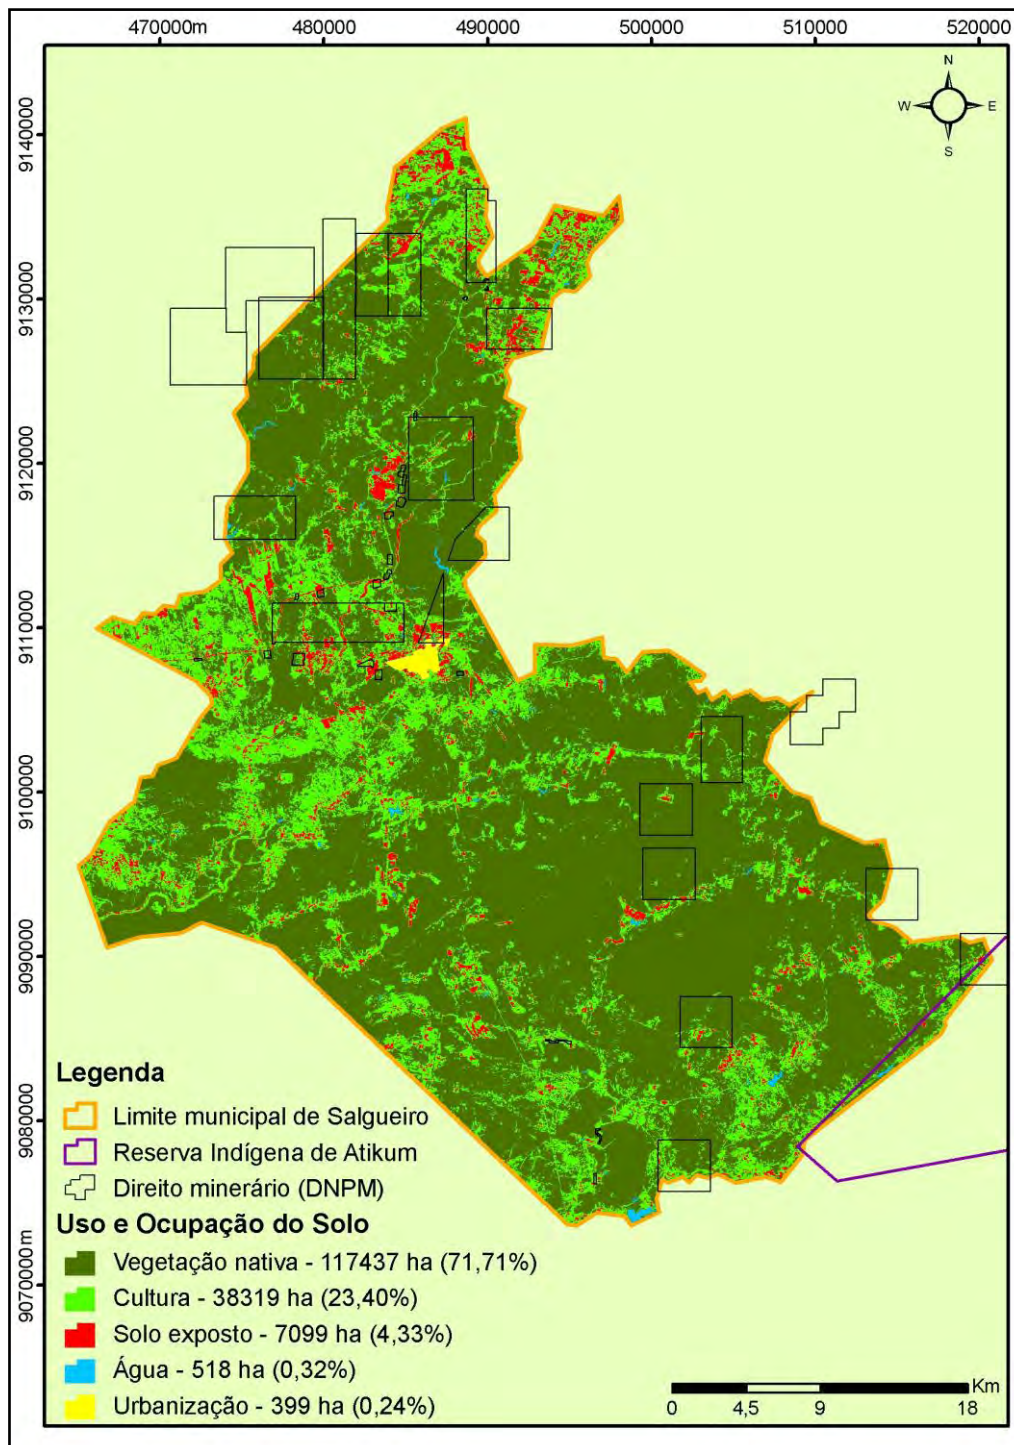 470000m 480000 490000 500000 510000 520000
9140000
9130000
9120000
9110000
9100000
9090000
9080000
9070000m
N
W E
S
Legenda
Limite municipal de Salgueiro
Reserva Indígena de Atikum
Direito minerário (DNPM)
Uso e Ocupação do Solo
Vegetação nativa - 117437 ha (71,71%)
Cultura - 38319 ha (23,40%)
Solo exposto - 7099 ha (4,33%)
Água - 518 ha (0,32%)
Urbanização - 399 ha (0,24%)
Km
0 4,5 9 18